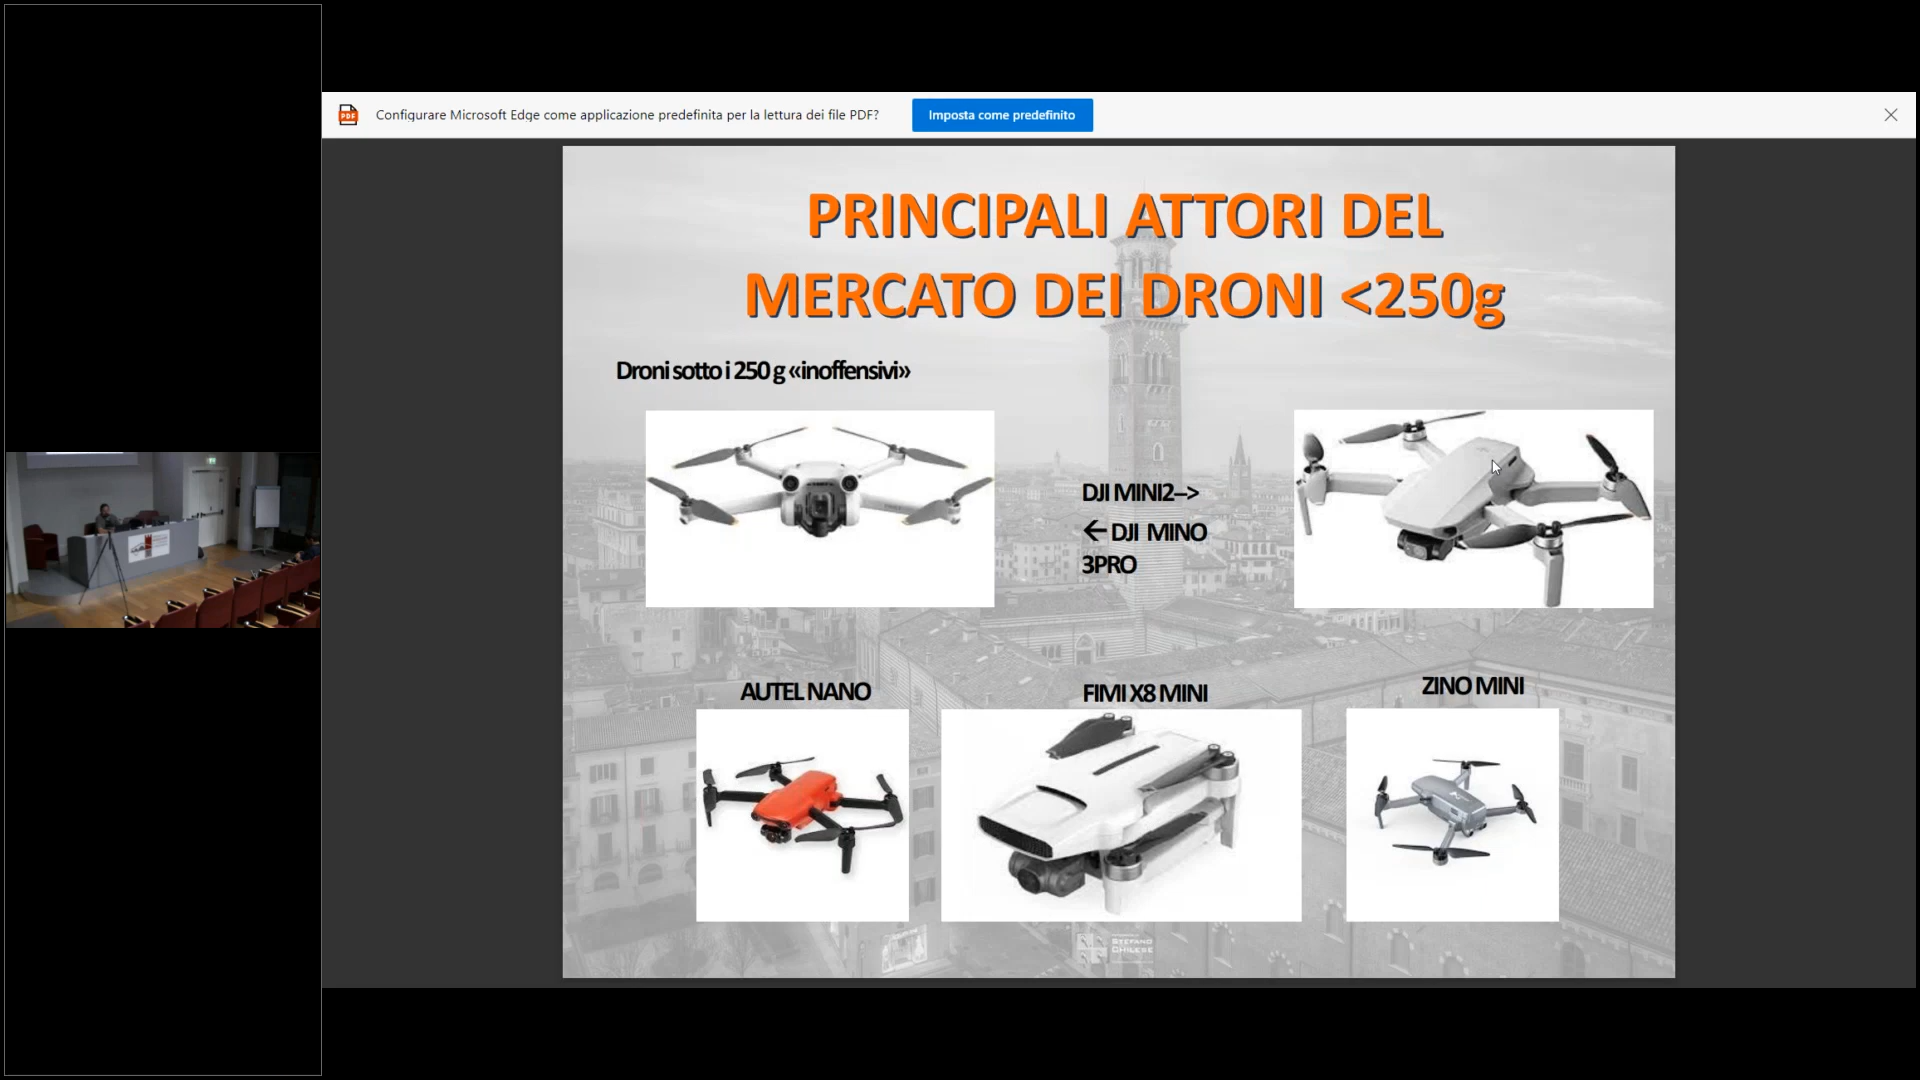 Configurare Microsoft Edge come applicazione predefinita per la lettura dei file PDF?
Imposta come predefinito
PRINCIPALI ATTORI DEL
MERCATO DEI DRONI <250g
Droni sotto i 250 g «inoffensivi»
DJI MINI2–>
← DJI MINO
3PRO
AUTEL NANO
FIMI X8 MINI
ZINO MINI
STEFANO
CHILESE